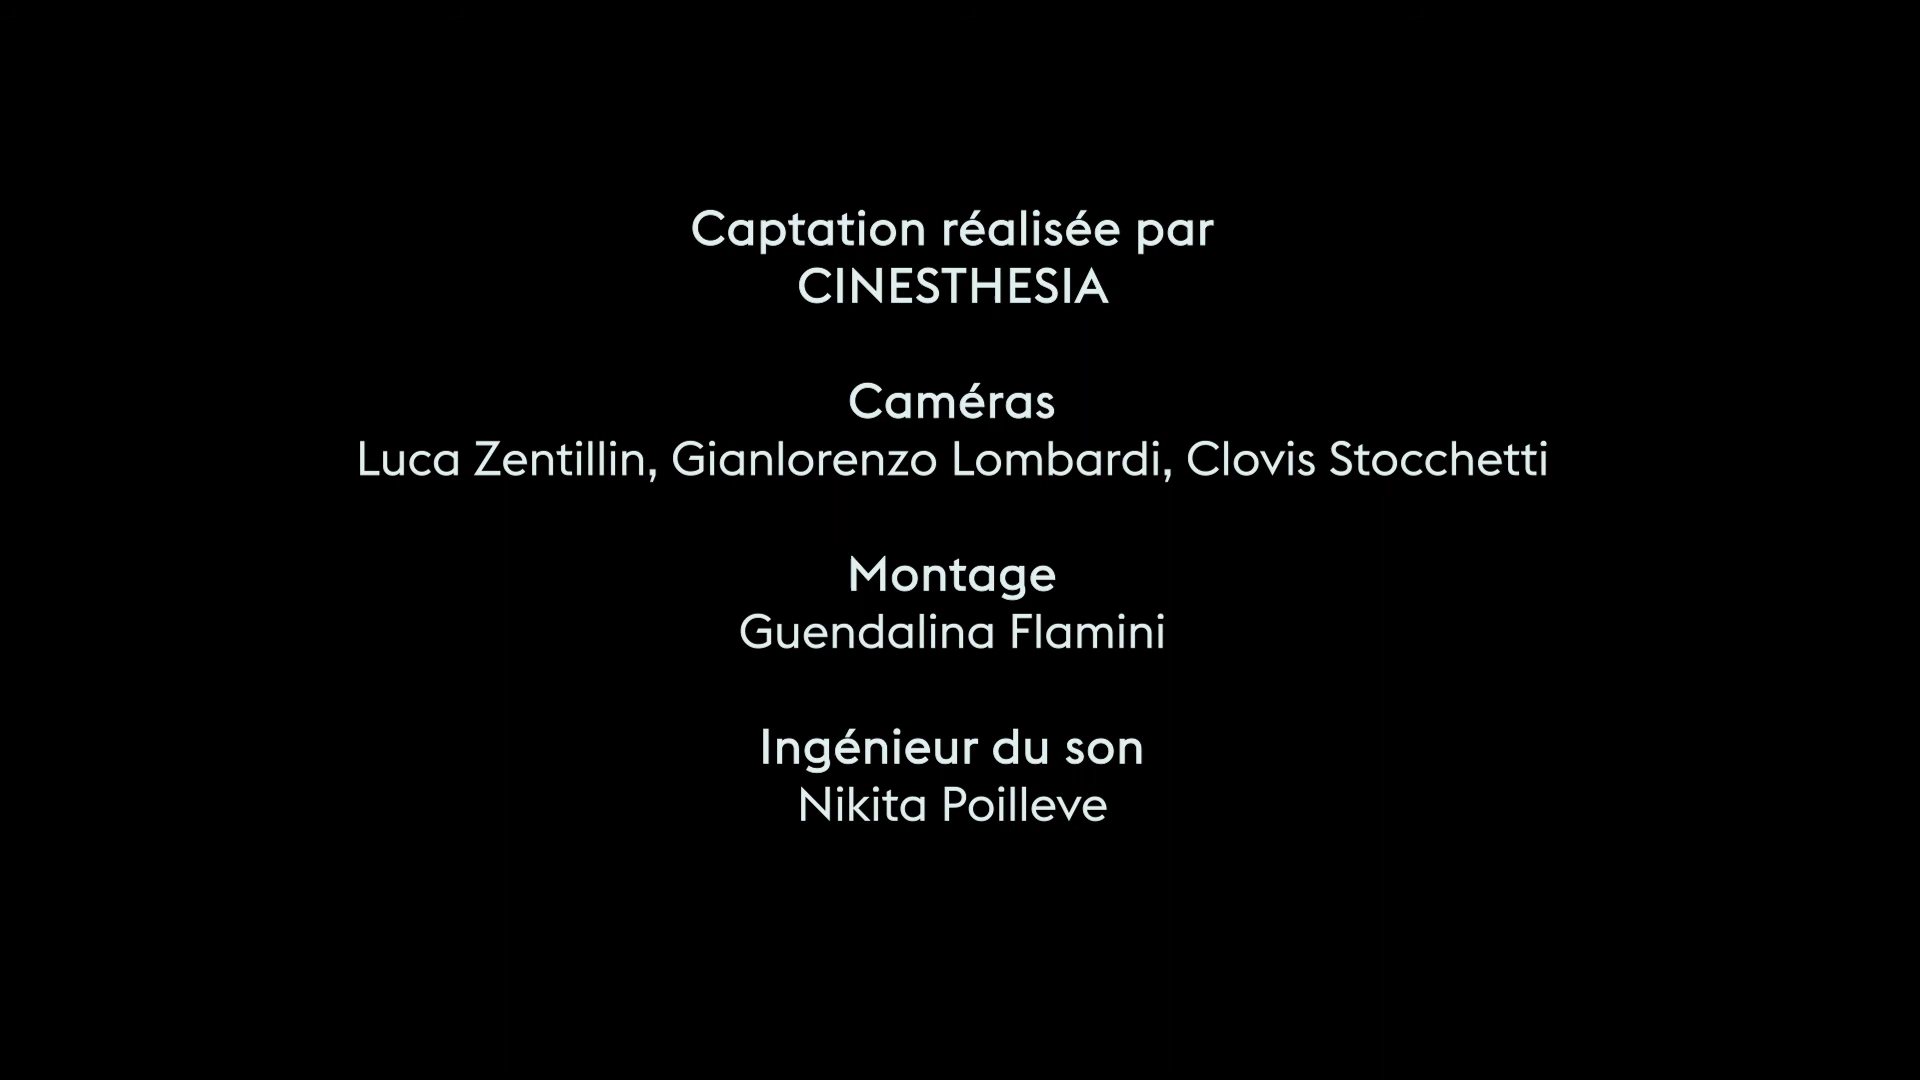 Captation réalisée par
CINESTHESIA
Caméras
Luca Zentillin, Gianlorenzo Lombardi, Clovis Stocchetti
Montage
Guendalina Flamini
Ingénieur du son
Nikita Poilleve